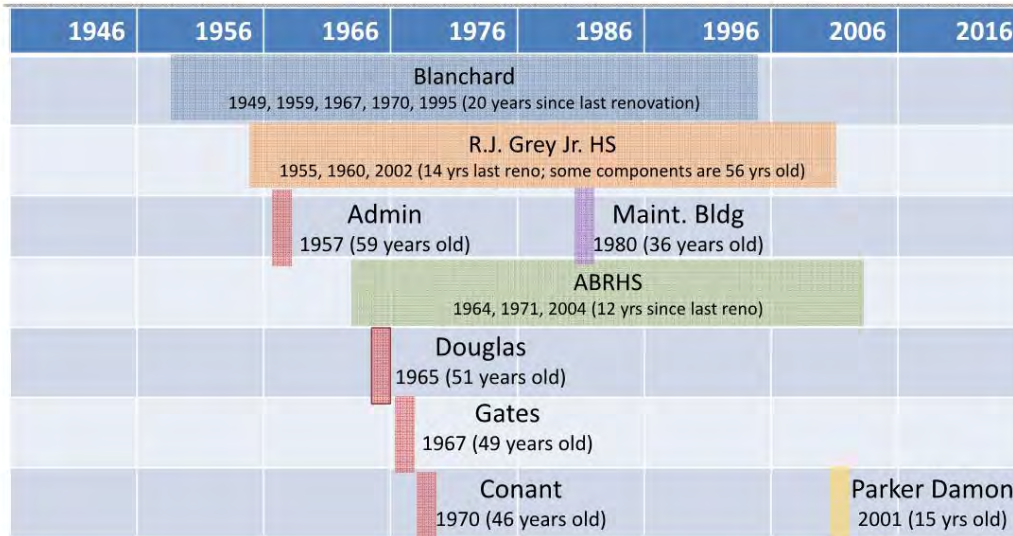 1946 1956 1966 1976 1986 1996 2006 2016
Blanchard
1949, 1959, 1967, 1970, 1995 (20 years since last renovation)
R.J. Grey Jr. HS
1955, 1960, 2002 (14 yrs last reno; some components are 56 yrs old)
Admin
1957 (59 years old)
Maint. Bldg
1980 (36 years old)
ABRHS
1964, 1971, 2004 (12 yrs since last reno)
Douglas
1965 (51 years old)
Gates
1967 (49 years old)
Conant
1970 (46 years old)
Parker Damon
2001 (15 yrs old)